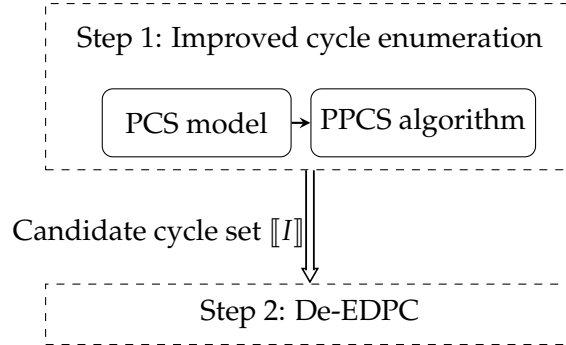 Step 1: Improved cycle enumeration
PCS model
PPCS algorithm
Candidate cycle set ⟦I⟧
Step 2: De-EDPC